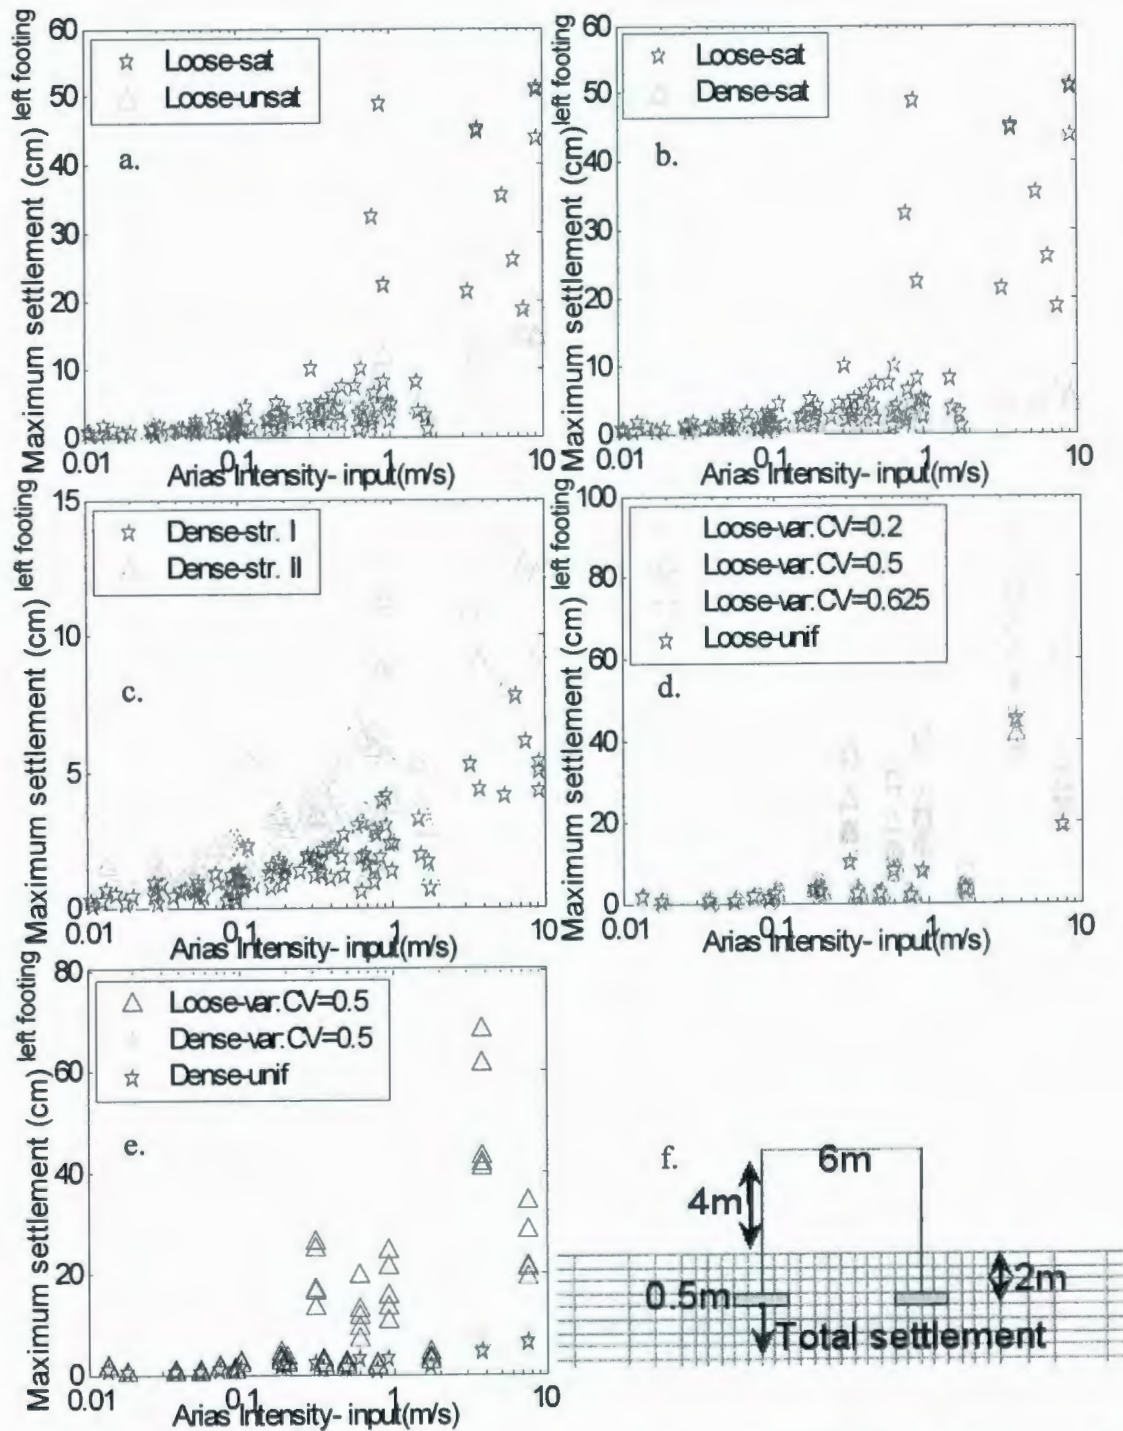 Maximum settlement (cm) left footing
60
50
40
30
20
10
0
Loose-sat
Loose-unsat
a.
0.01 0.1 1 10
Arias Intensity- input(m/s)
Maximum settlement (cm) left footing
60
50
40
30
20
10
0
Loose-sat
Dense-sat
b.
0.01 0.1 1 10
Arias Intensity- input(m/s)
Maximum settlement (cm) left footing
15
10
5
0
Dense-str. I
Dense-str. II
c.
0.01 0.1 1 10
Arias Intensity- input(m/s)
Maximum settlement (cm) left footing
100
80
60
40
20
0
Loose-var.CV=0.2
Loose-var.CV=0.5
Loose-var.CV=0.625
Loose-unif
d.
0.01 0.1 1 10
Arias Intensity- input(m/s)
Maximum settlement (cm) left footing
80
60
40
20
0
Loose-var.CV=0.5
Dense-var.CV=0.5
Dense-unif
e.
0.01 0.1 1 10
Arias Intensity- input(m/s)
f.
6m
4m
2m
0.5m
Total settlement